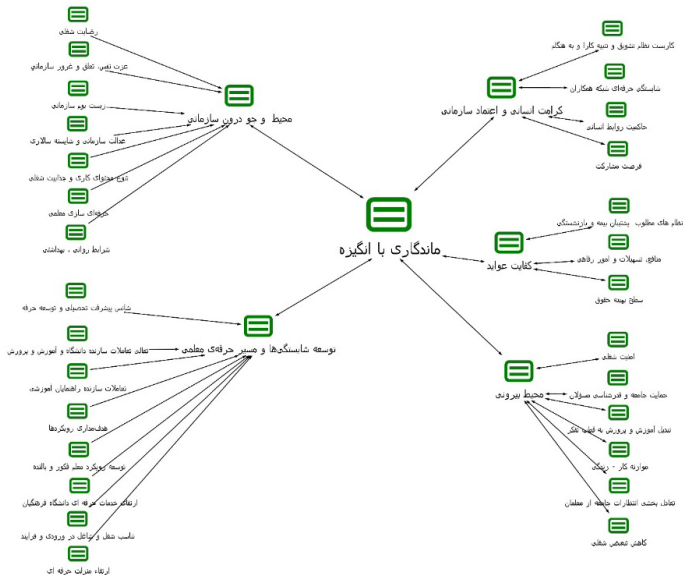 ماندگاری با انگیزه
کرامت انسانی و اعتماد سازمانی
کاربست نظام تشویق و تنبیه کارا و به هنگام
شایستگی حرفه‌ای شبکه همکاران
حاکمیت روابط انسانی
فرصت مشارکت
کفایت عواید
نظام های مطلوب پشتیبان بیمه و بازنشستگی
منافع، تسهیلات و امور رفاهی
سطح بهینه حقوق
محیط بیرونی
امنیت شغلی
حمایت جامعه و قدرشناسی مسؤلان
تبدیل آموزش و پرورش به قطب تفکر
موازنه کار - زندگی
تعادل بخشی انتظارات جامعه از معلمان
کاهش تبعیض شغلی
محیط و جو درون سازمانی
رضایت شغلی
عزت نفس، تعلق و غرور سازمانی
زیست بوم سازمانی
عدالت سازمانی و شایسته سالاری
تنوع محتوای کاری و جذابیت شغلی
حرفه‌ای سازی معلمی
شرایط روانی ، بهداشتی
توسعه شایستگی‌ها و مسیر حرفه‌ی معلمی
شانس پیشرفت تحصیلی و توسعه حرفه
تعالی تعاملات سازنده دانشگاه و آموزش و پرورش
تعاملات سازنده راهنمایان آموزشی
هدف‌مداری رویکردها
توسعه رویکرد معلم فکور و بالنده
ارتقای خدمات حرفه ای دانشگاه فرهنگیان
تناسب شغل و شاغل در ورودی و فرایند
ارتقاء منزلت حرفه ای